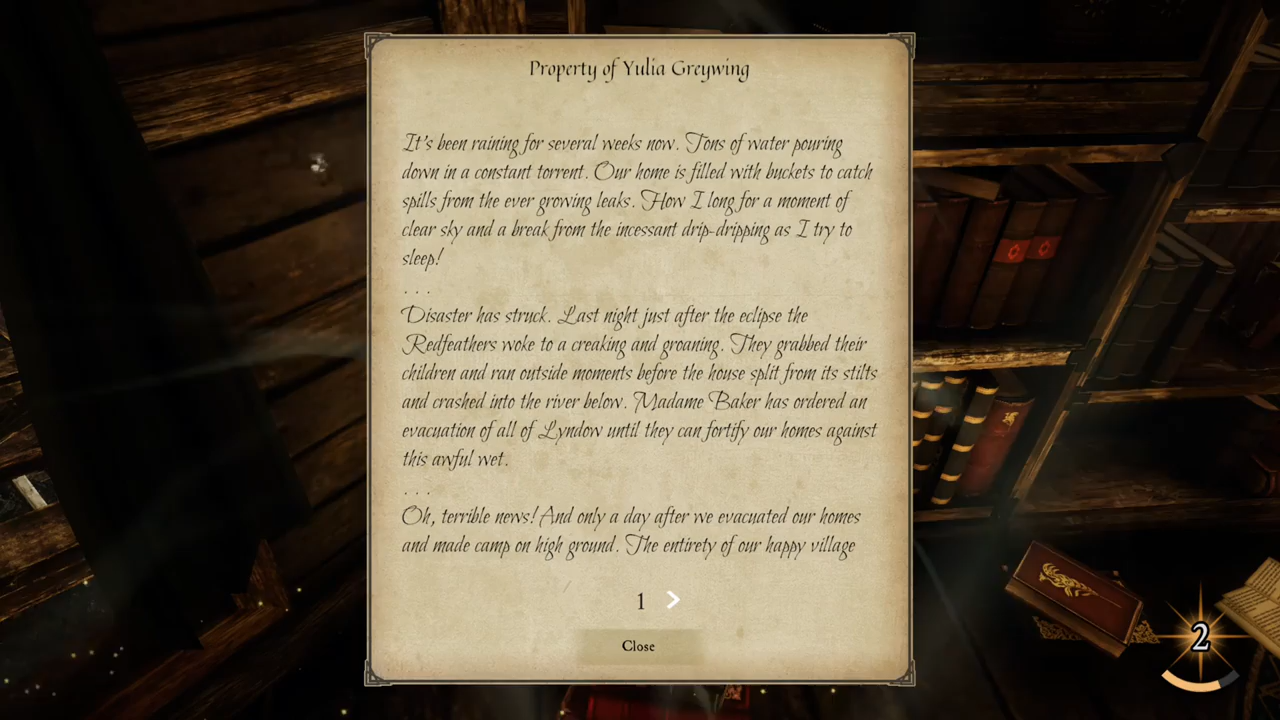 Property of Yulia Greywing
It's been raining for several weeks now. Tons of water pouring
down in a constant torrent. Our home is filled with buckets to catch
spills from the ever growing leaks. How I long for a moment of
clear sky and a break from the incessant drip-dripping as I try to
sleep!
. . .
Disaster has struck. Last night just after the eclipse the
Redfeathers woke to a creaking and groaning. They grabbed their
children and ran outside moments before the house split from its stilts
and crashed into the river below. Madame Baker has ordered an
evacuation of all of Lyndow until they can fortify our homes against
this awful wet.
. . .
Oh, terrible news! And only a day after we evacuated our homes
and made camp on high ground. The entirety of our happy village
1 >
Close
2